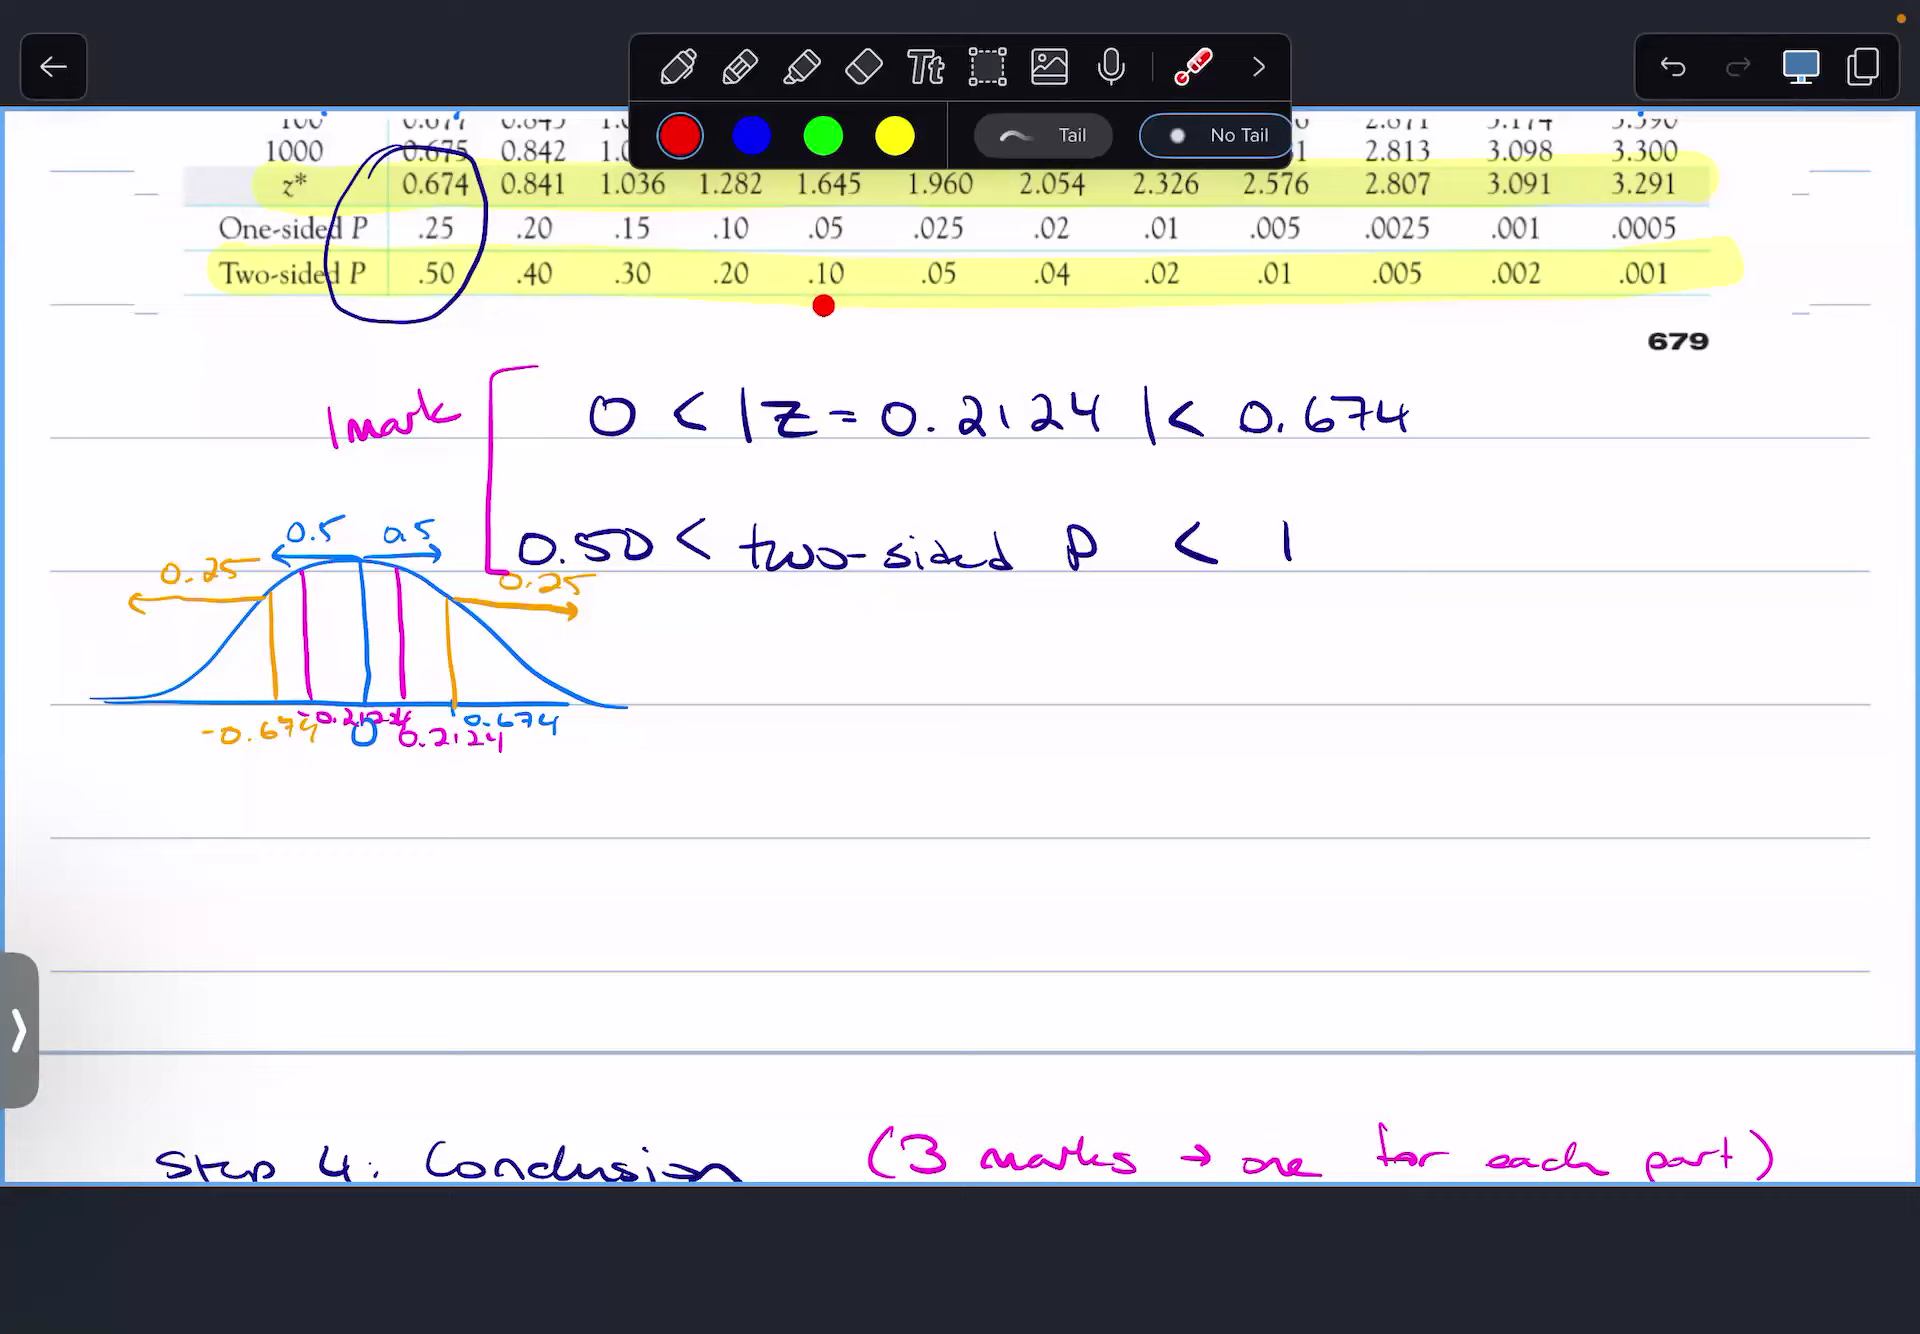 Tt
Tail
No Tail
1000 0.675 0.842 2.813 3.098 3.300
z* 0.674 0.841 1.036 1.282 1.645 1.960 2.054 2.326 2.576 2.807 3.091 3.291
One-sided P .25 .20 .15 .10 .05 .025 .02 .01 .005 .0025 .001 .0005
Two-sided P .50 .40 .30 .20 .10 .05 .04 .02 .01 .005 .002 .001
679
1 mark
0 < |z = 0.2124| < 0.674
0.50 < two-sided P < 1
0.5 0.5
0.25 0.25
-0.674 -0.2124 0 0.2124 0.674
Step 4: Conclusion (3 marks → one for each part)